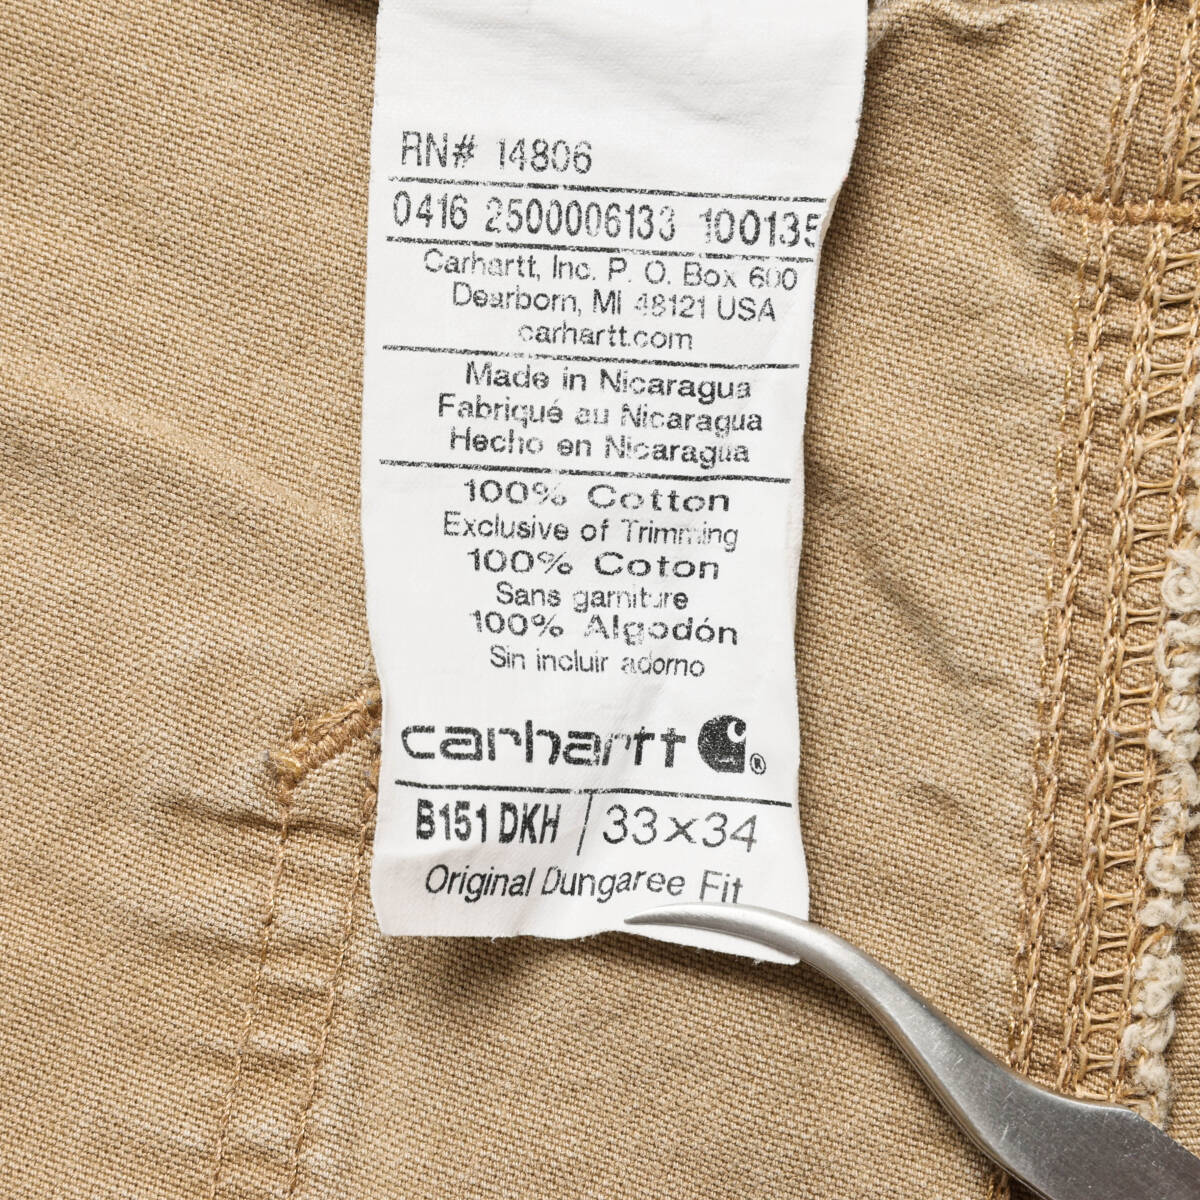 RN# 14806
0416 2500006133 100135
Carhartt, Inc. P. O. Box 600
Dearborn, MI 48121 USA
carhartt.com
Made in Nicaragua
Fabriqué au Nicaragua
Hecho en Nicaragua
100% Cotton
Exclusive of Trimming
100% Coton
Sans garniture
100% Algodón
Sin incluir adorno
carhartt ®
B151 DKH | 33x34
Original Dungaree Fit